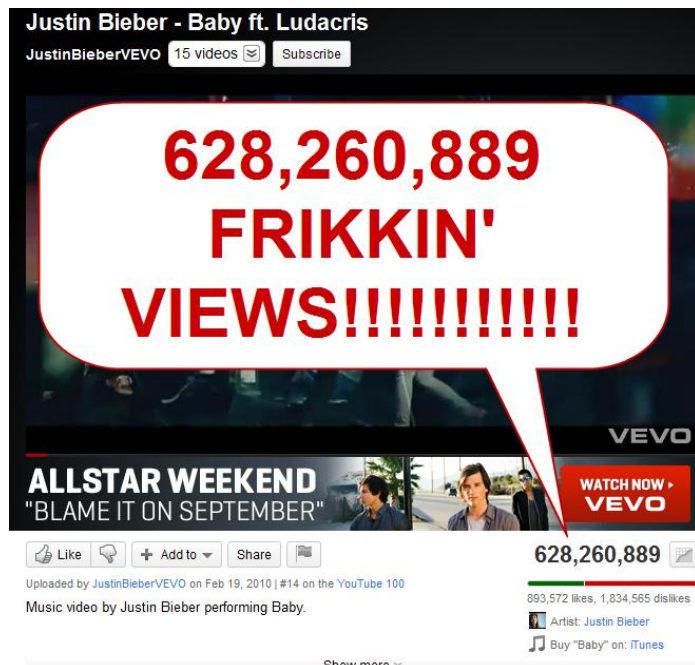 Justin Bieber - Baby ft. Ludacris
JustinBieberVEVO 15 videos Subscribe
628,260,889
FRIKKIN'
VIEWS!!!!!!!!!!!
VEVO
ALLSTAR WEEKEND
"BLAME IT ON SEPTEMBER"
WATCH NOW
VEVO
Like Add to Share
628,260,889
Uploaded by JustinBieberVEVO on Feb 19, 2010 | #14 on the YouTube 100
893,572 likes, 1,834,565 dislikes
Music video by Justin Bieber performing Baby.
Artist: Justin Bieber
Buy "Baby" on: iTunes
Show more